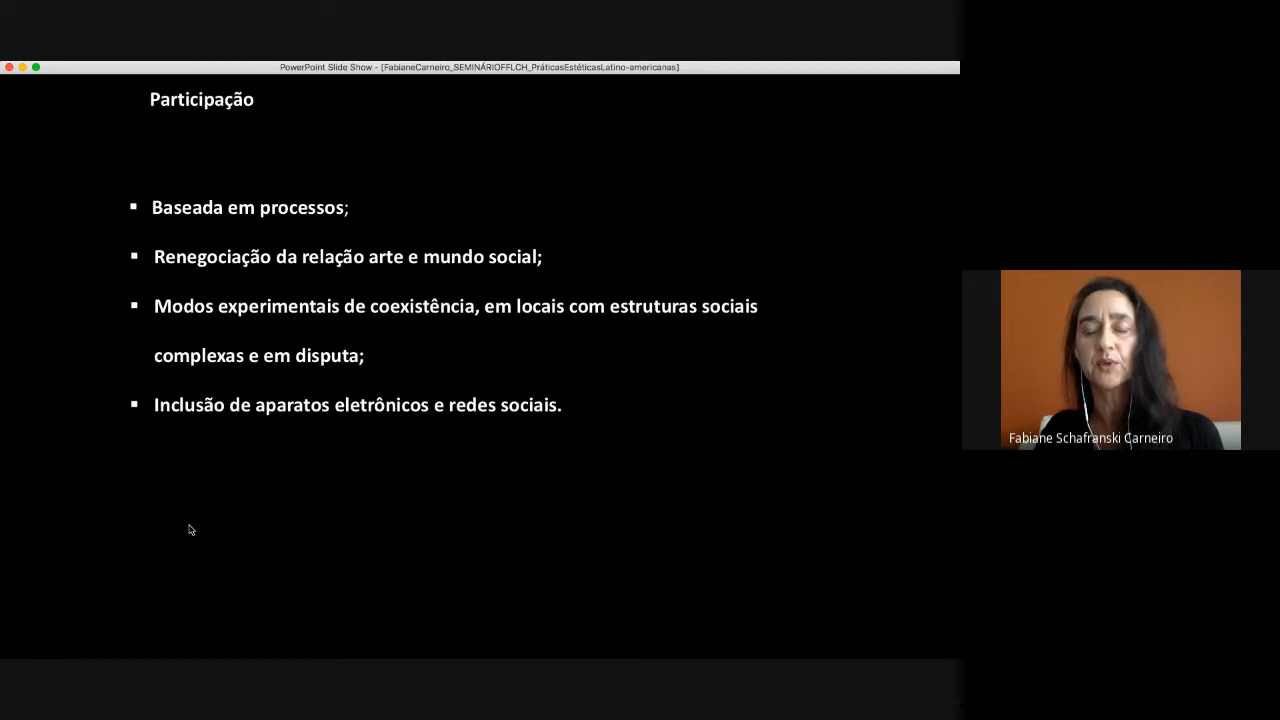 PowerPoint Slide Show - [FabianeCarneiro_SEMINÁRIOFFLCH_PráticasEstéticasLatino-americanas]
Participação
▪ Baseada em processos;
▪ Renegociação da relação arte e mundo social;
▪ Modos experimentais de coexistência, em locais com estruturas sociais
complexas e em disputa;
▪ Inclusão de aparatos eletrônicos e redes sociais.
Fabiane Schafranski Carneiro